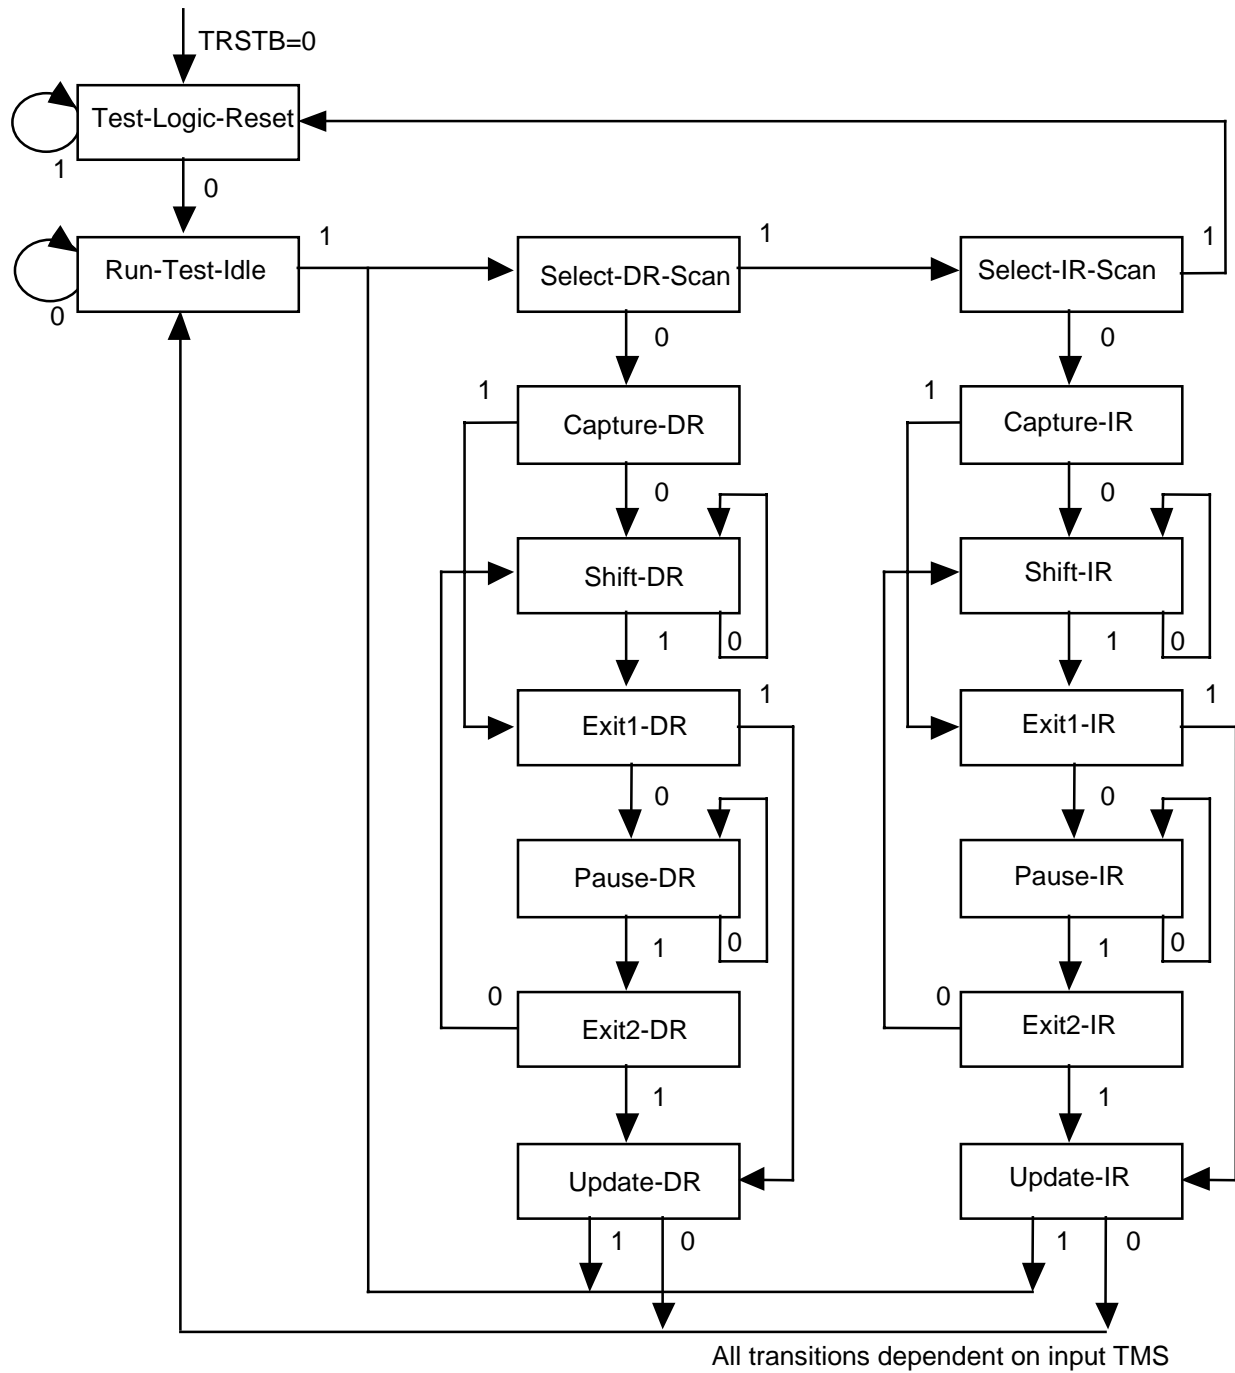 TRSTB=0
Test-Logic-Reset
1
0
Run-Test-Idle
0
1
Select-DR-Scan
1
Select-IR-Scan
1
0
0
1
Capture-DR
1
Capture-IR
0
0
Shift-DR
Shift-IR
1
0
1
0
Exit1-DR
1
Exit1-IR
1
0
0
Pause-DR
Pause-IR
1
0
1
0
0
Exit2-DR
0
Exit2-IR
1
1
Update-DR
Update-IR
1
0
1
0
All transitions dependent on input TMS